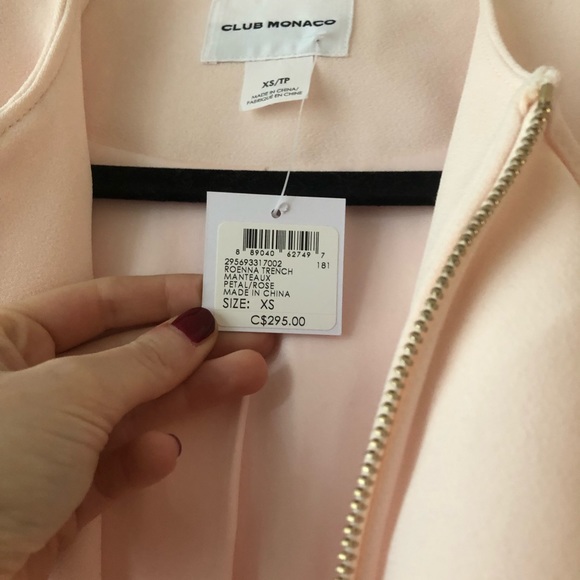 CLUB MONACO
XS/TP
MADE IN CHINA/
FABRIQUÉ EN CHINE
8 89040 62749 7
295693317002 181
ROENNA TRENCH
MANTEAUX
PETAL/ROSE
MADE IN CHINA
SIZE: XS
C$295.00